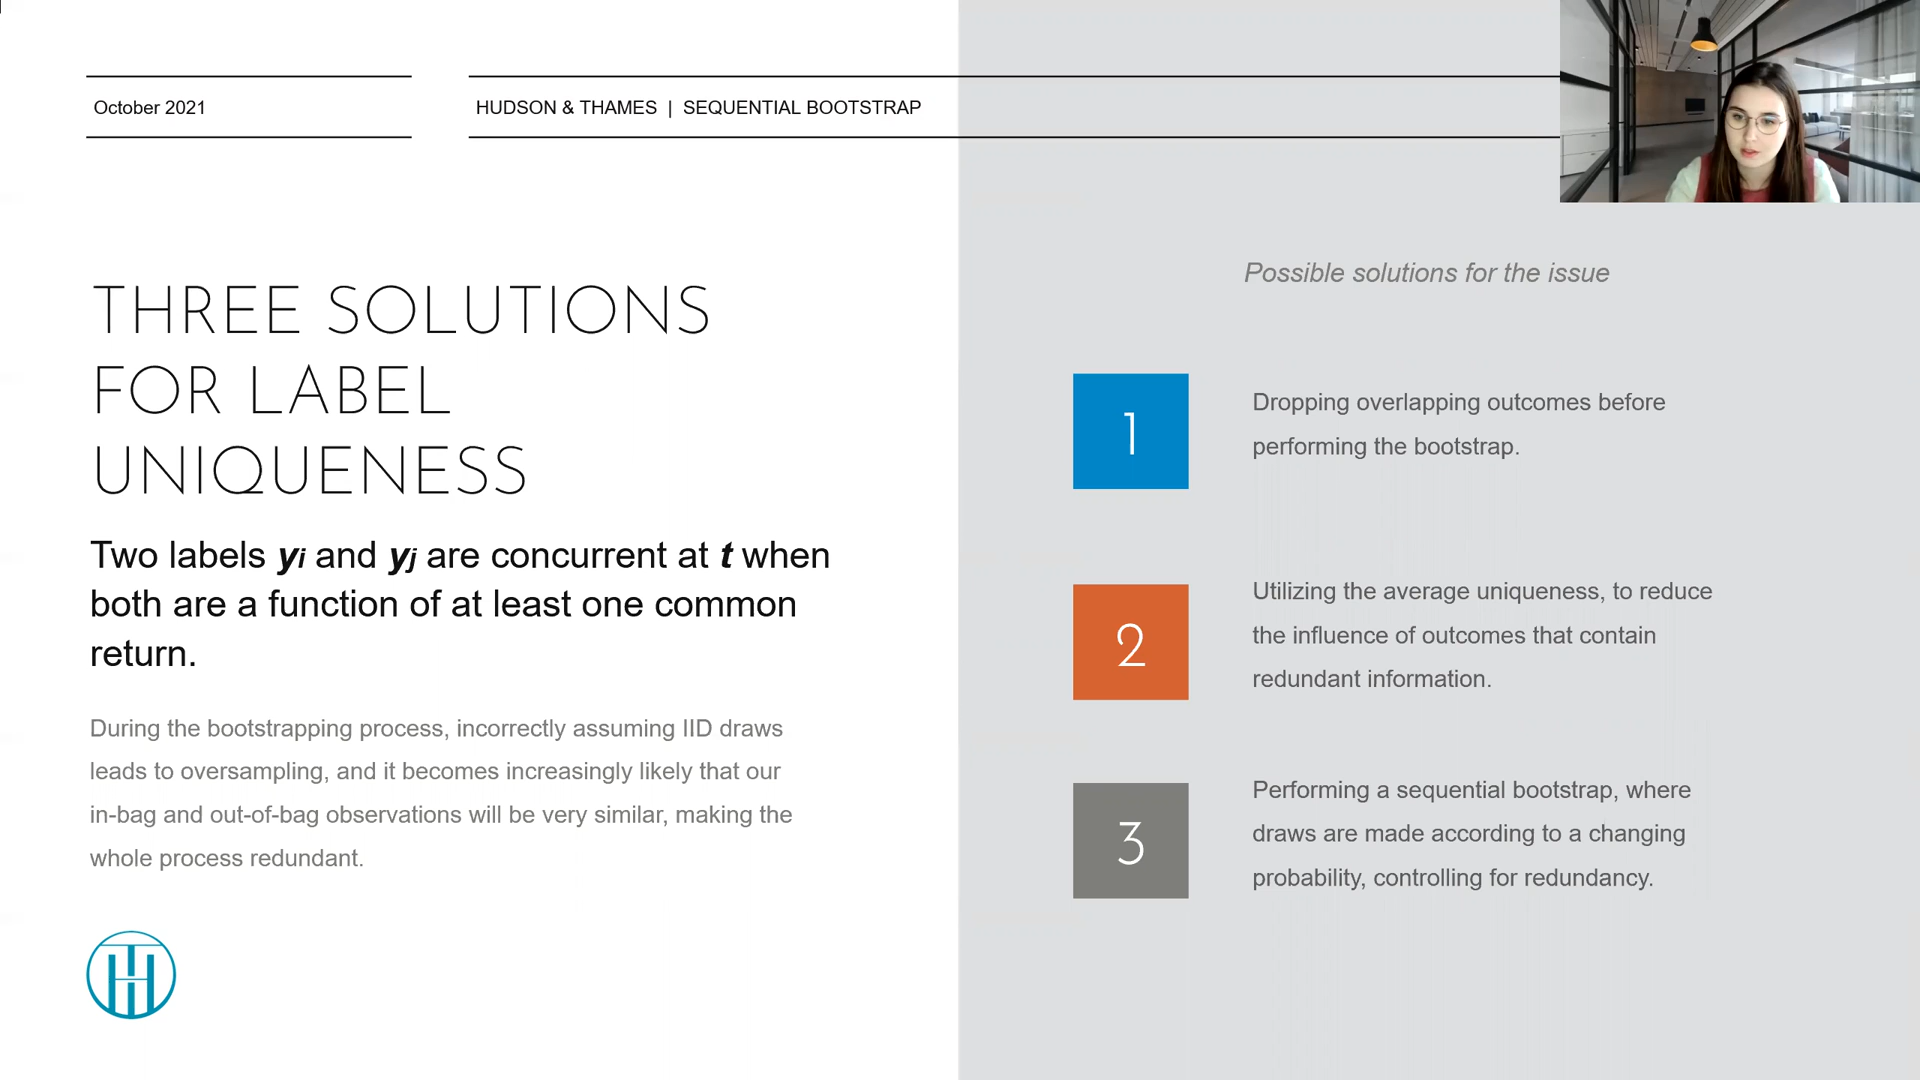 October 2021
HUDSON & THAMES | SEQUENTIAL BOOTSTRAP
THREE SOLUTIONS
FOR LABEL
UNIQUENESS
Two labels yi and yj are concurrent at t when
both are a function of at least one common
return.
During the bootstrapping process, incorrectly assuming IID draws
leads to oversampling, and it becomes increasingly likely that our
in-bag and out-of-bag observations will be very similar, making the
whole process redundant.
Possible solutions for the issue
1
Dropping overlapping outcomes before
performing the bootstrap.
2
Utilizing the average uniqueness, to reduce
the influence of outcomes that contain
redundant information.
3
Performing a sequential bootstrap, where
draws are made according to a changing
probability, controlling for redundancy.